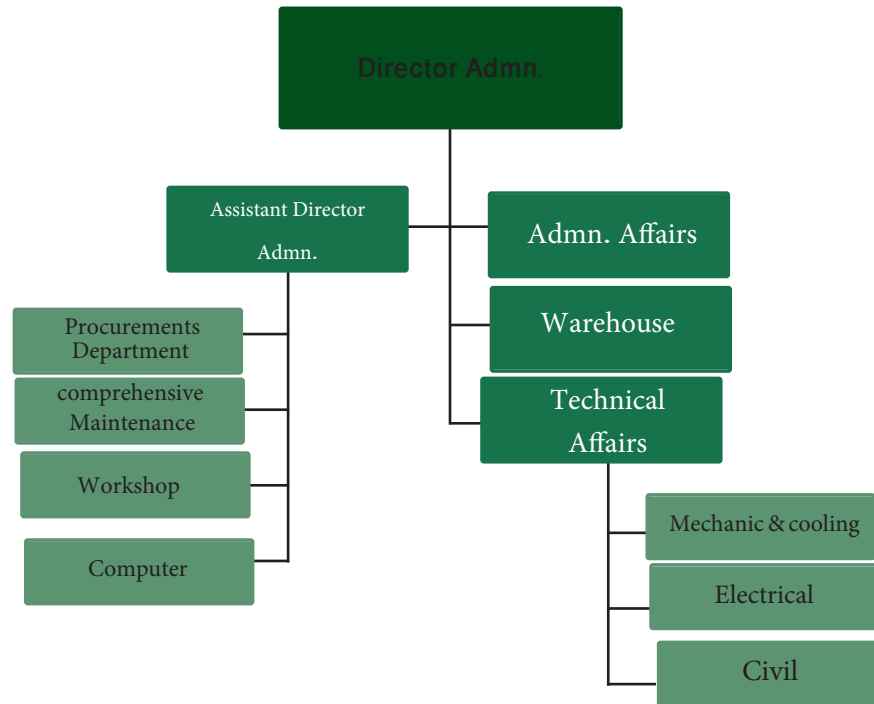 Director Admn.
Assistant Director
Admn.
Admn. Affairs
Procurements
Department
Warehouse
comprehensive
Maintenance
Technical
Affairs
Workshop
Mechanic & cooling
Computer
Electrical
Civil